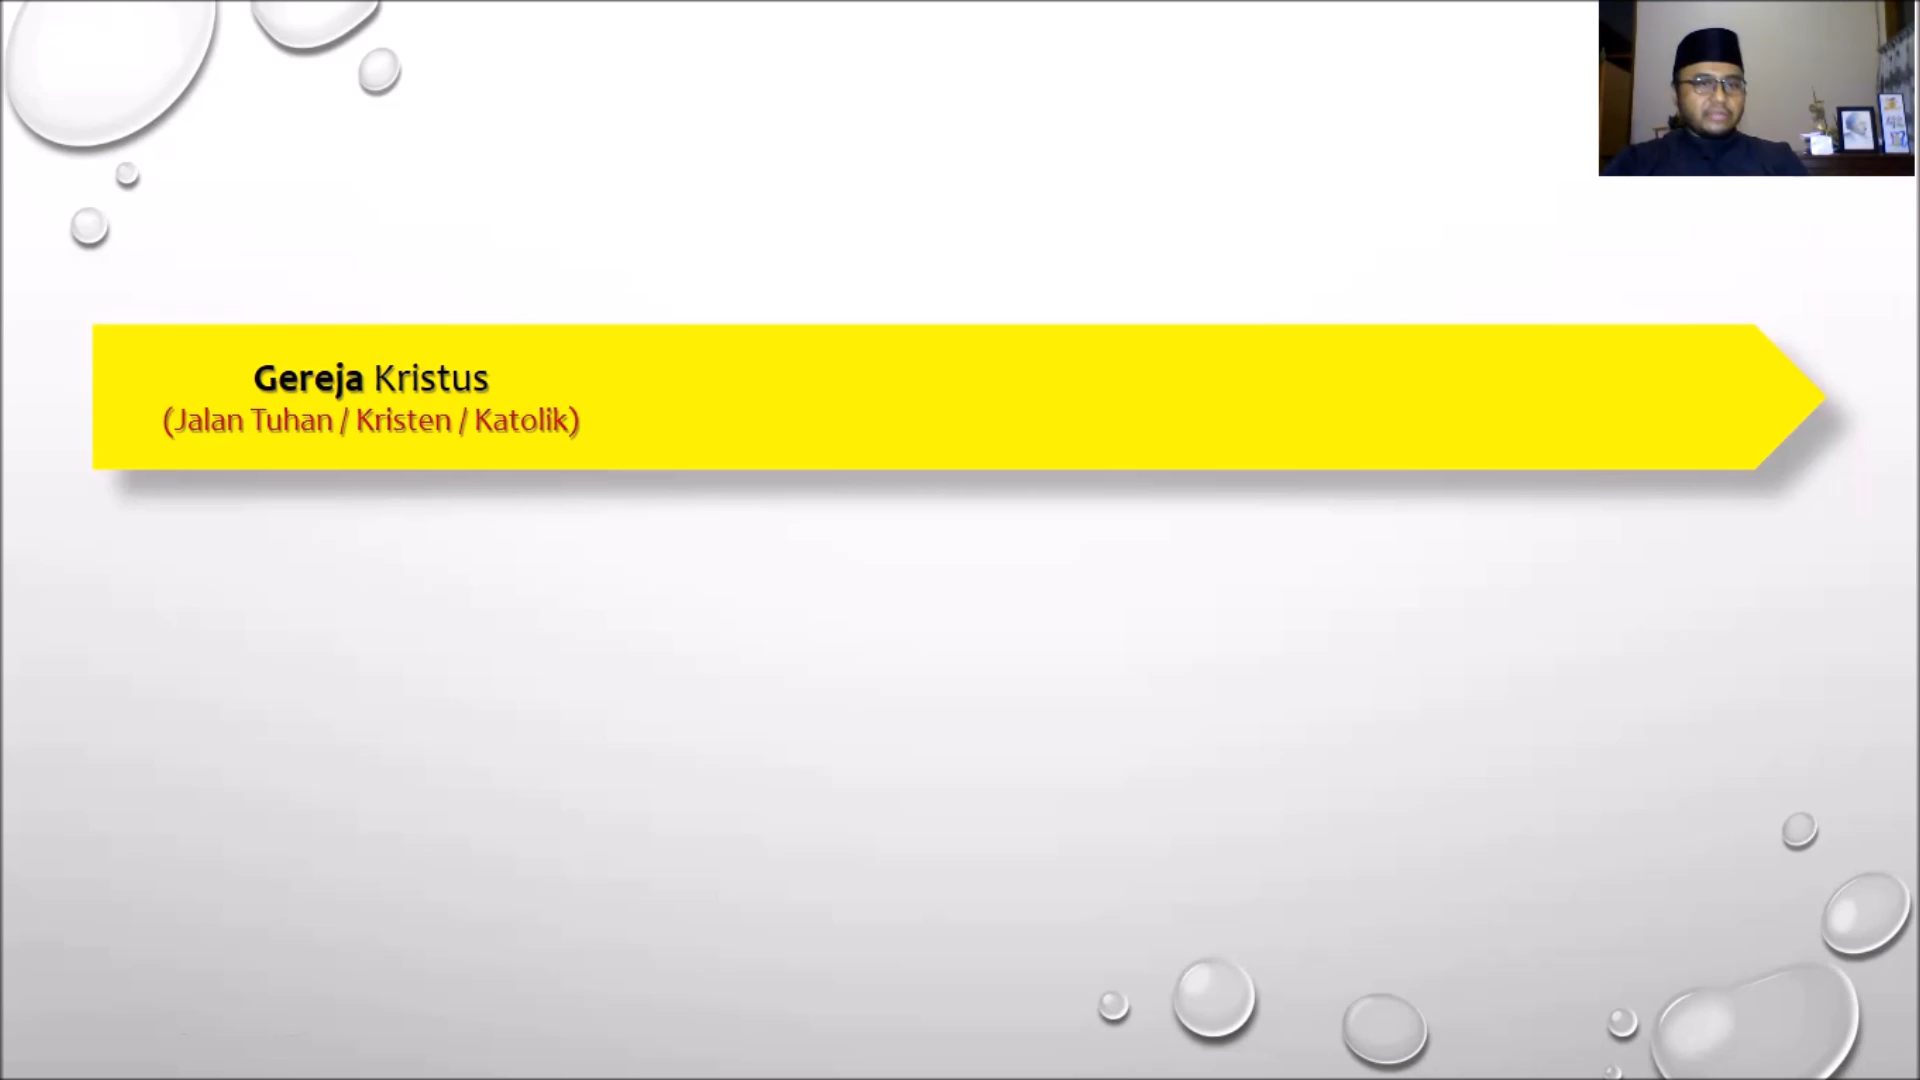 Gereja Kristus
(Jalan Tuhan / Kristen / Katolik)